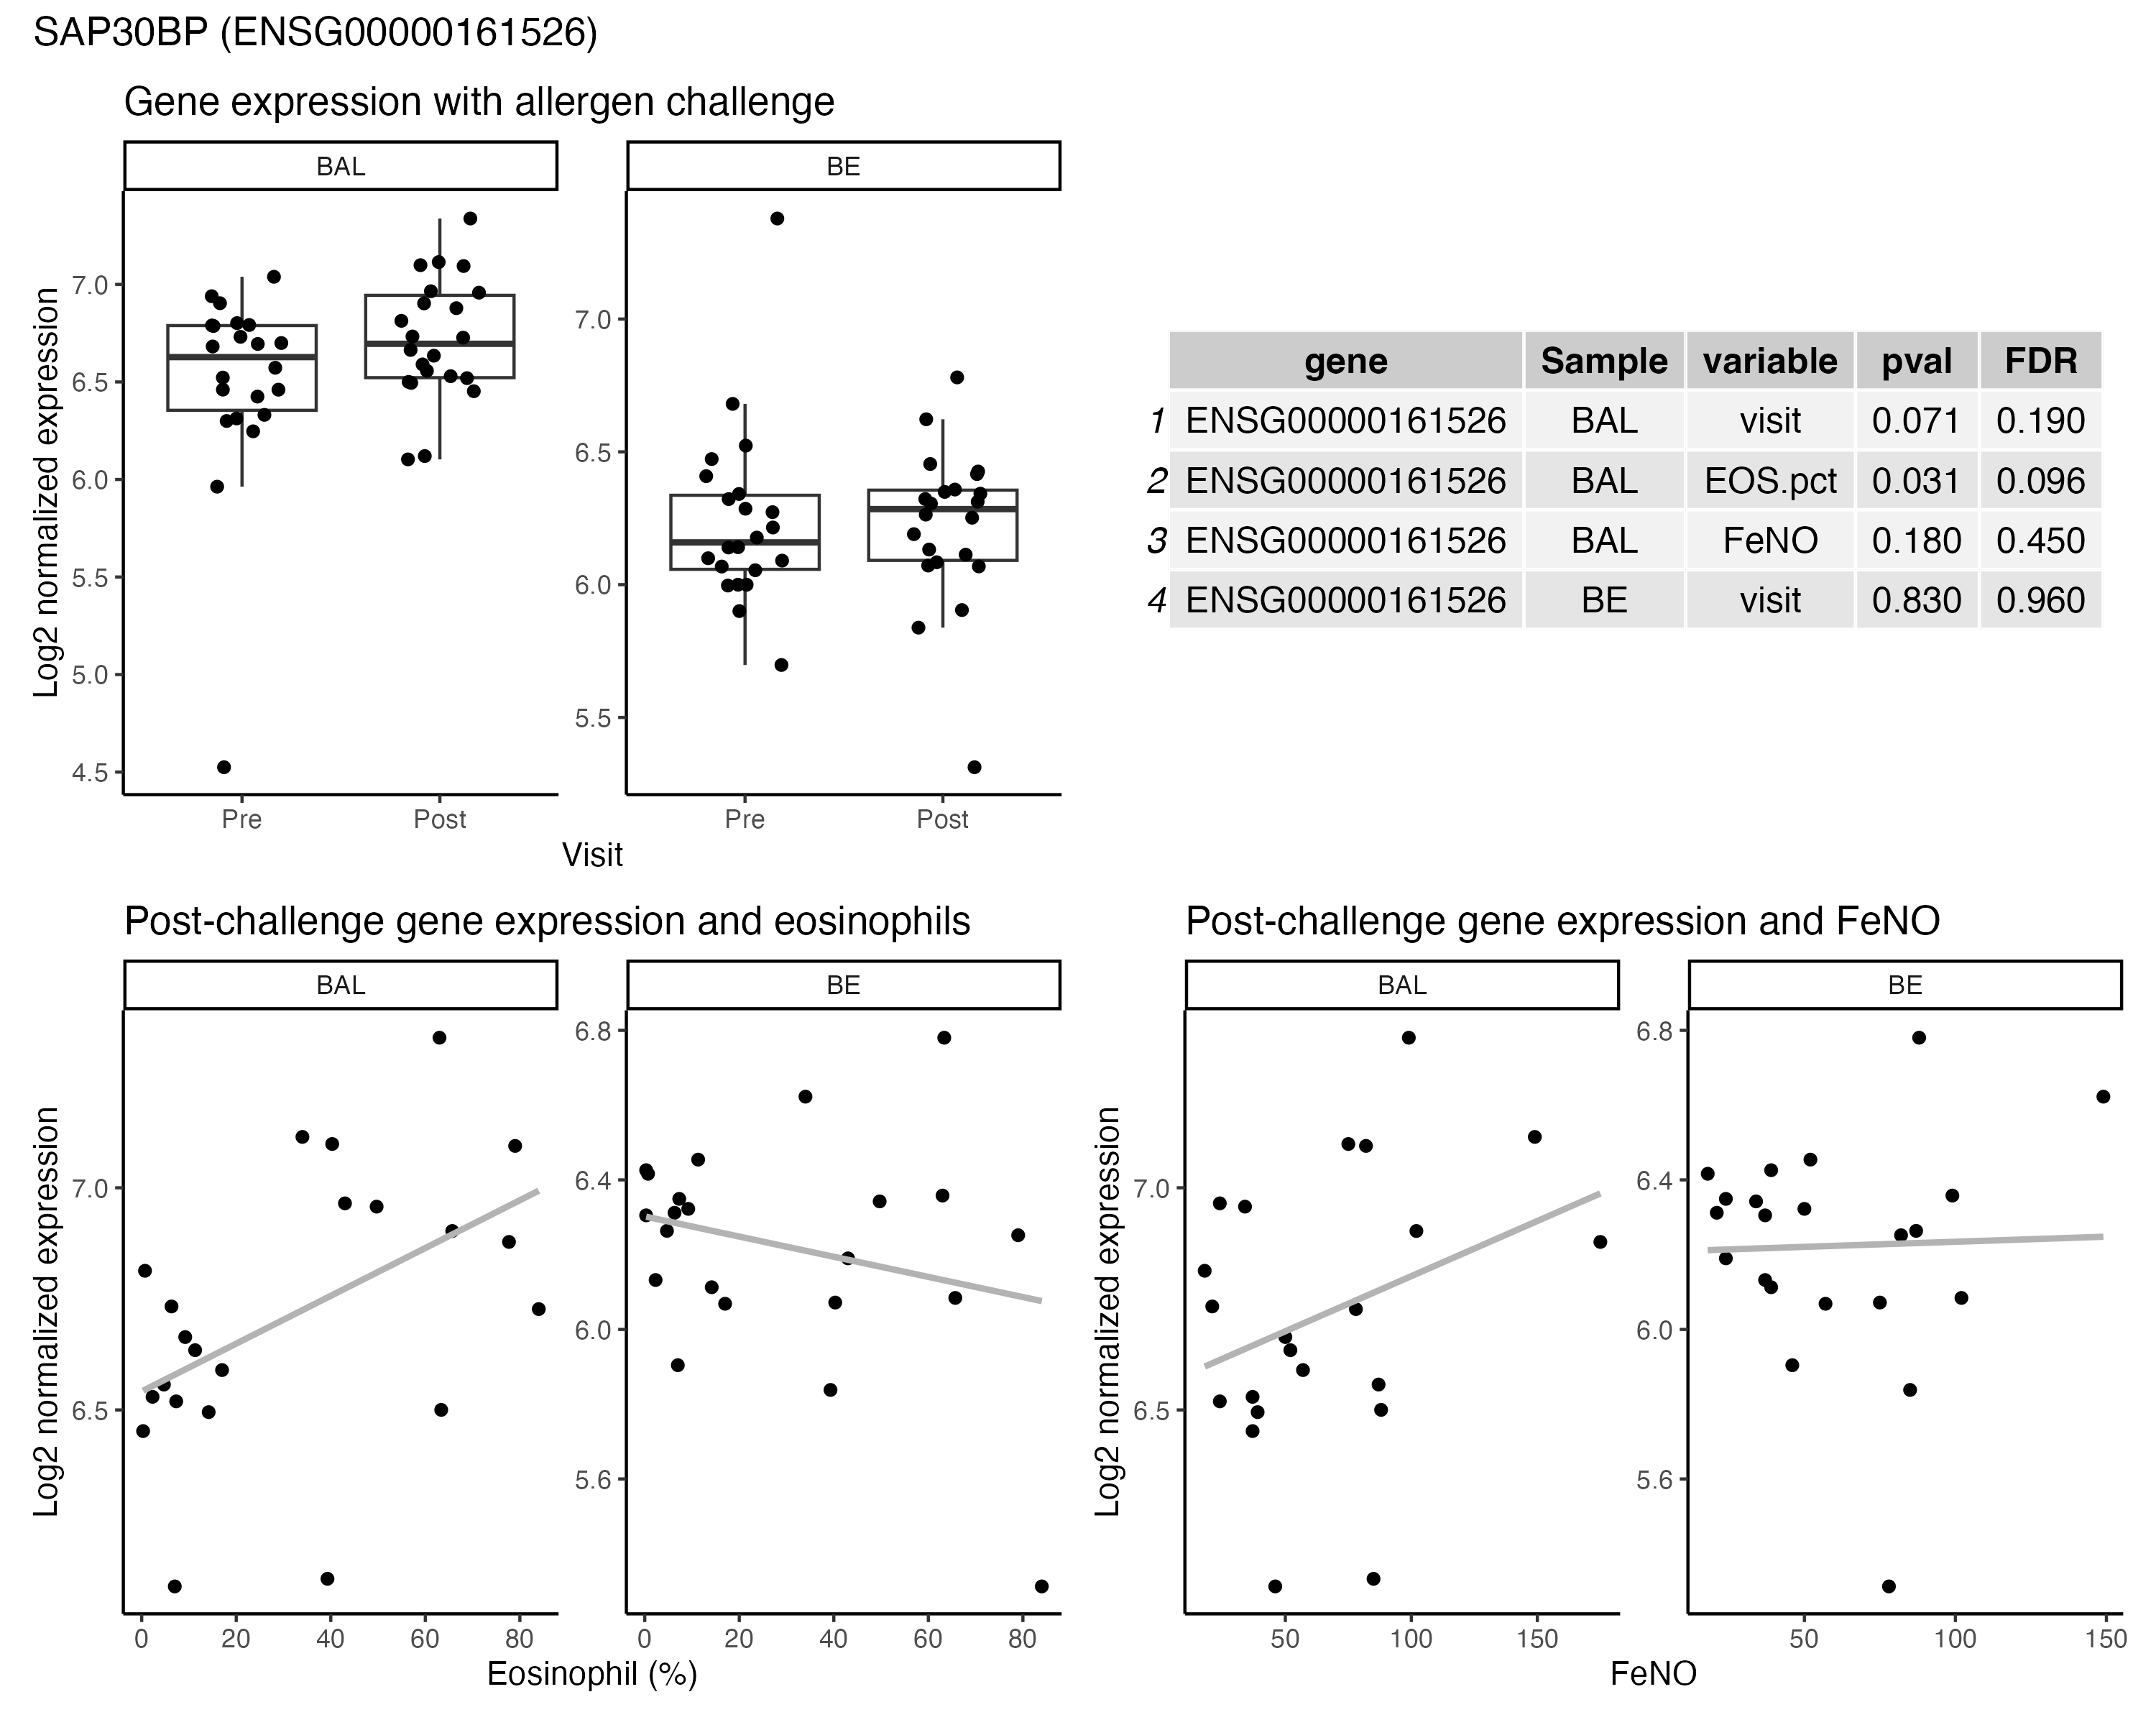 SAP30BP (ENSG00000161526)
Gene expression with allergen challenge
BAL
BE
Log2 normalized expression
7.0
6.5
6.0
5.5
5.0
4.5
7.0
6.5
6.0
5.5
Pre
Post
Pre
Post
Visit
gene Sample variable pval FDR
1 ENSG00000161526 BAL visit 0.071 0.190
2 ENSG00000161526 BAL EOS.pct 0.031 0.096
3 ENSG00000161526 BAL FeNO 0.180 0.450
4 ENSG00000161526 BE visit 0.830 0.960
Post-challenge gene expression and eosinophils
BAL
BE
Log2 normalized expression
7.0
6.5
6.8
6.4
6.0
5.6
0 20 40 60 80
0 20 40 60 80
Eosinophil (%)
Post-challenge gene expression and FeNO
BAL
BE
Log2 normalized expression
7.0
6.5
6.8
6.4
6.0
5.6
50 100 150
50 100 150
FeNO